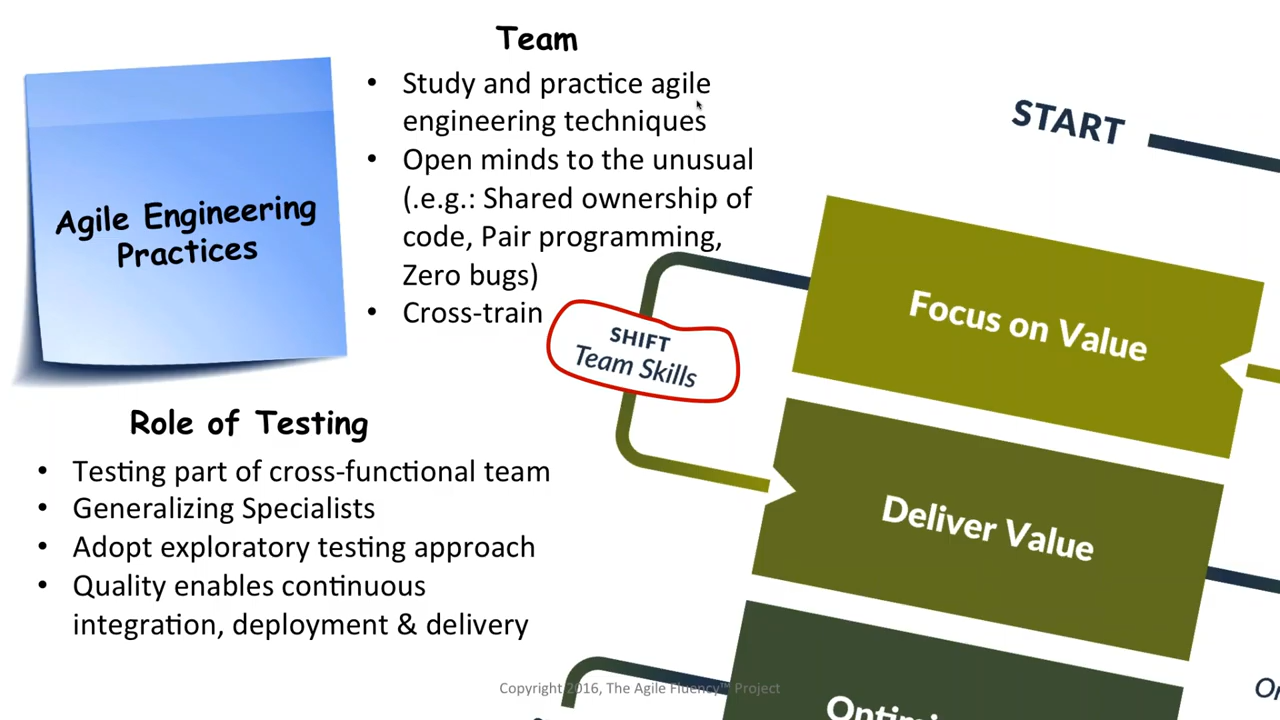 Team
• Study and practice agile
engineering techniques
• Open minds to the unusual
(.e.g.: Shared ownership of
code, Pair programming,
Zero bugs)
• Cross-train
Agile Engineering
Practices
Role of Testing
• Testing part of cross-functional team
• Generalizing Specialists
• Adopt exploratory testing approach
• Quality enables continuous
integration, deployment & delivery
START
Focus on Value
SHIFT
Team Skills
Deliver Value
Copyright 2016, The Agile Fluency™ Project